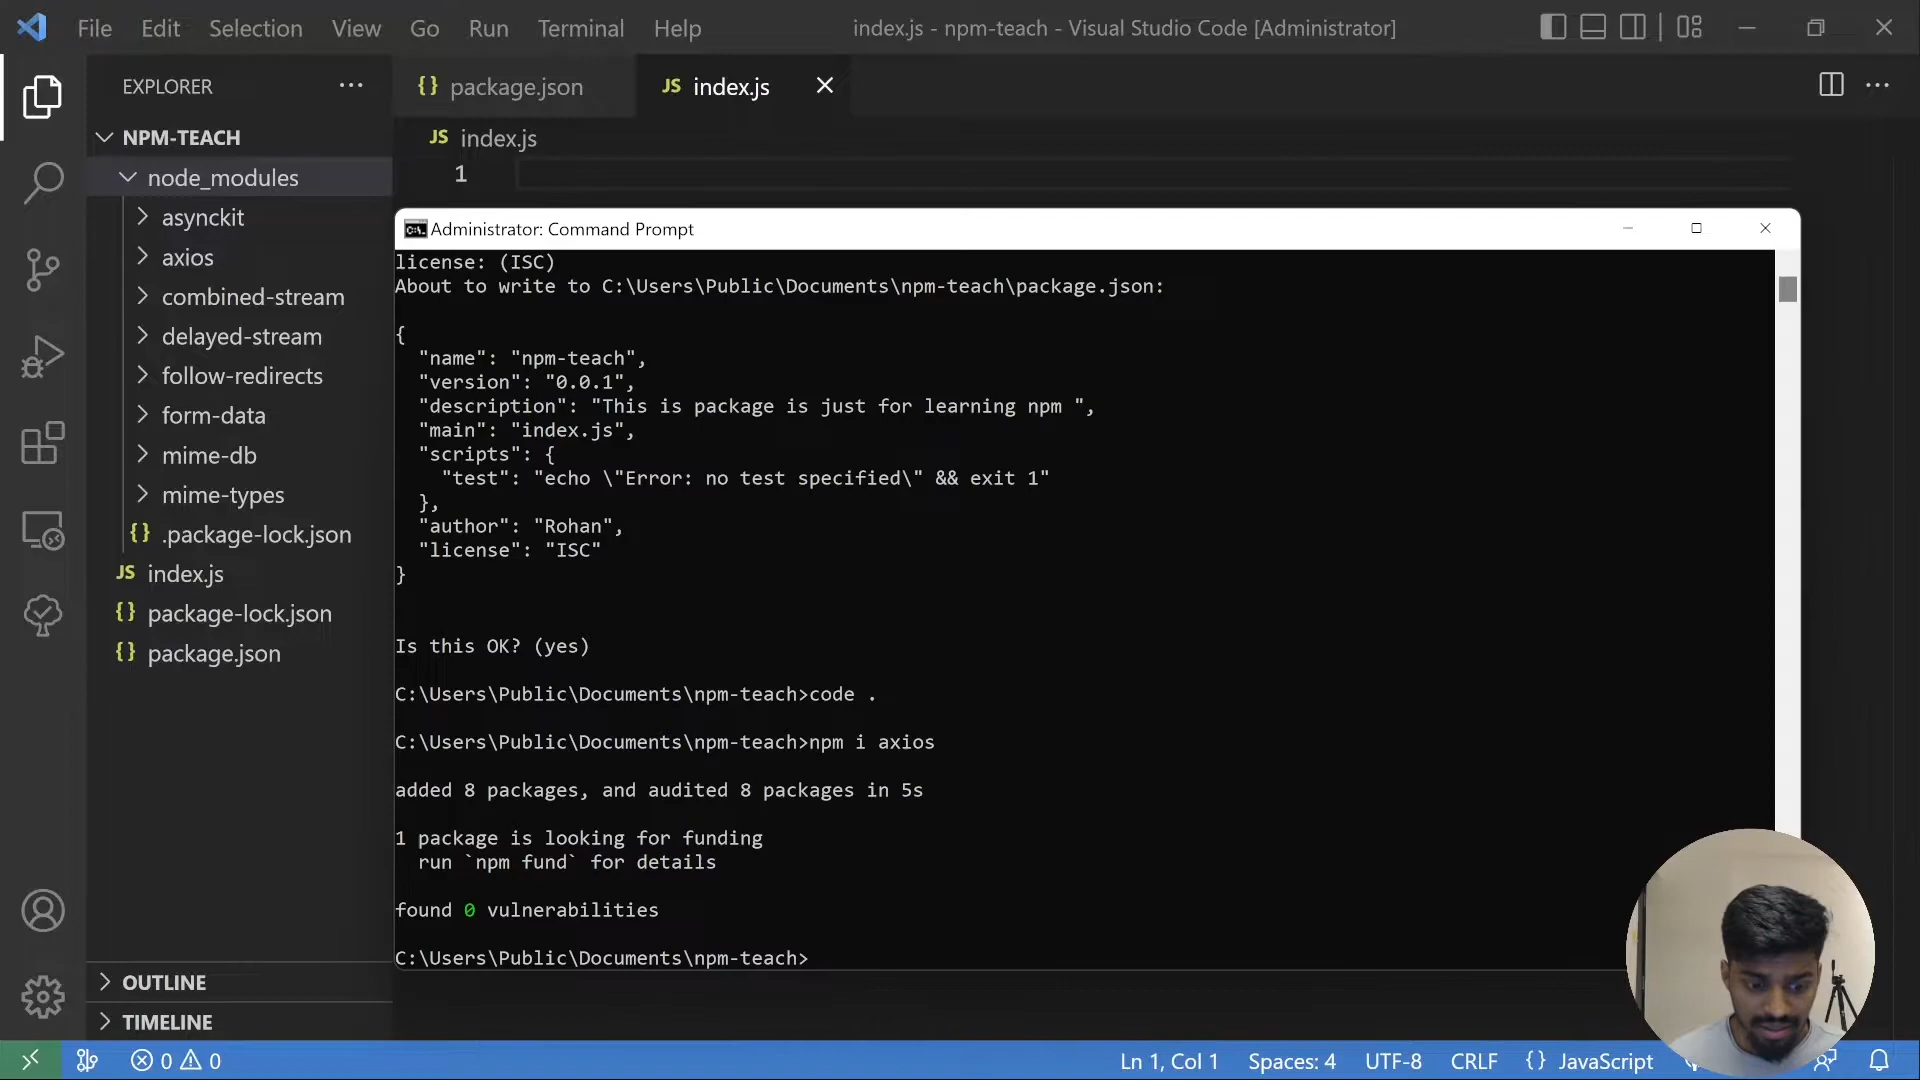 File Edit Selection View Go Run Terminal Help
index.js - npm-teach - Visual Studio Code [Administrator]
EXPLORER
{} package.json
JS index.js
NPM-TEACH
JS index.js
node_modules
1
asynckit
axios
combined-stream
delayed-stream
follow-redirects
form-data
mime-db
mime-types
{} .package-lock.json
JS index.js
{} package-lock.json
{} package.json
OUTLINE
TIMELINE
C:\. Administrator: Command Prompt
license: (ISC)
About to write to C:\Users\Public\Documents\npm-teach\package.json:
{
"name": "npm-teach",
"version": "0.0.1",
"description": "This is package is just for learning npm ",
"main": "index.js",
"scripts": {
"test": "echo \"Error: no test specified\" && exit 1"
},
"author": "Rohan",
"license": "ISC"
}
Is this OK? (yes)
C:\Users\Public\Documents\npm-teach>code .
C:\Users\Public\Documents\npm-teach>npm i axios
added 8 packages, and audited 8 packages in 5s
1 package is looking for funding
run `npm fund` for details
found 0 vulnerabilities
C:\Users\Public\Documents\npm-teach>
0 0
Ln 1, Col 1 Spaces: 4 UTF-8 CRLF {} JavaScript